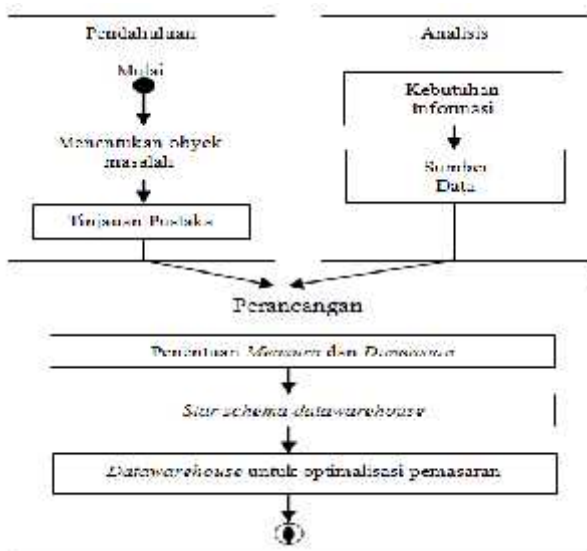 Pendahuluan
Mulai
Menentukan obyek
masalah
Tinjauan Pustaka
Analisis
Kebutuhan
Informasi
Sumber
Data
Perancangan
Penentuan Measure dan Dimensi
Star schema datawarehouse
Datawarehouse untuk optimalisasi pemasaran